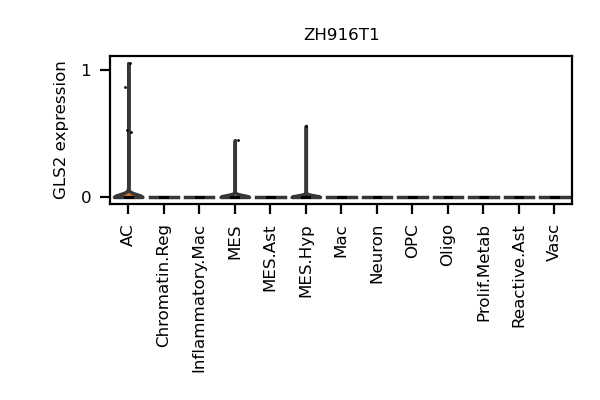 ZH916T1
GLS2 expression
1
0
AC
Chromatin.Reg
Inflammatory.Mac
MES
MES.Ast
MES.Hyp
Mac
Neuron
OPC
Oligo
Prolif.Metab
Reactive.Ast
Vasc